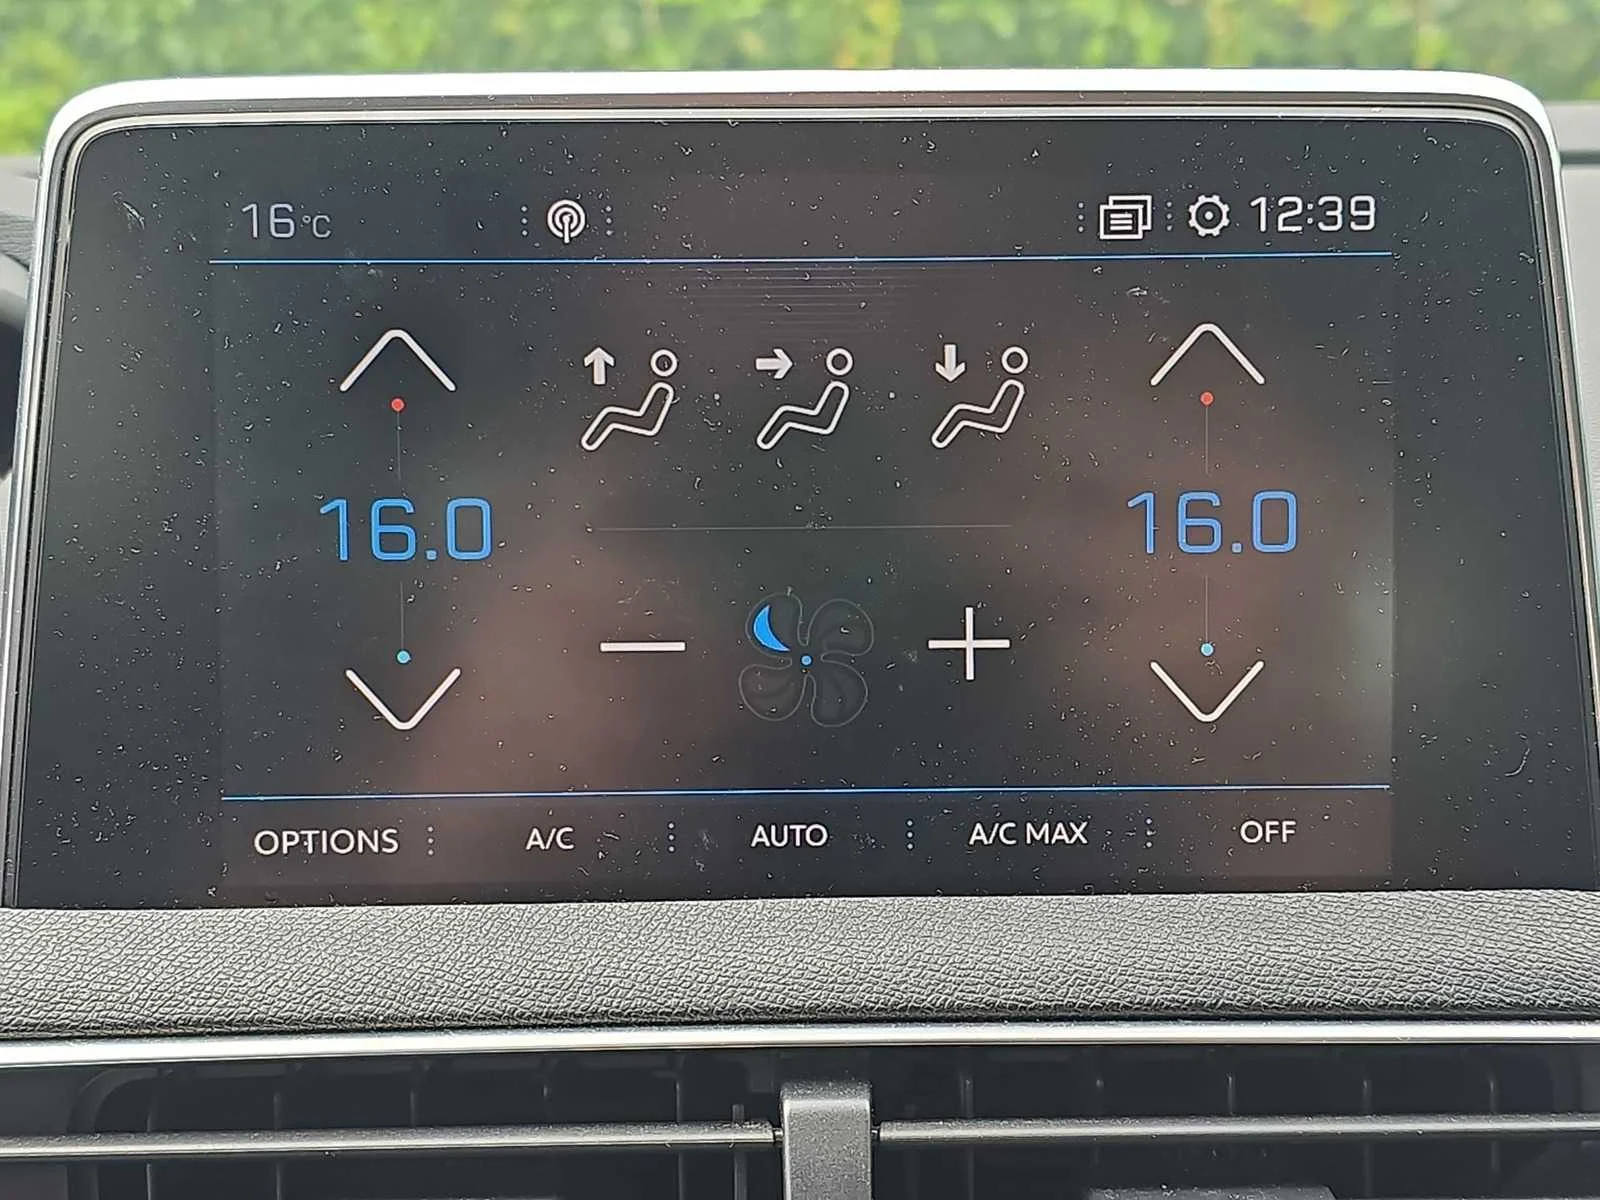 16°C 12:39
16.0 16.0
OPTIONS A/C AUTO A/C MAX OFF